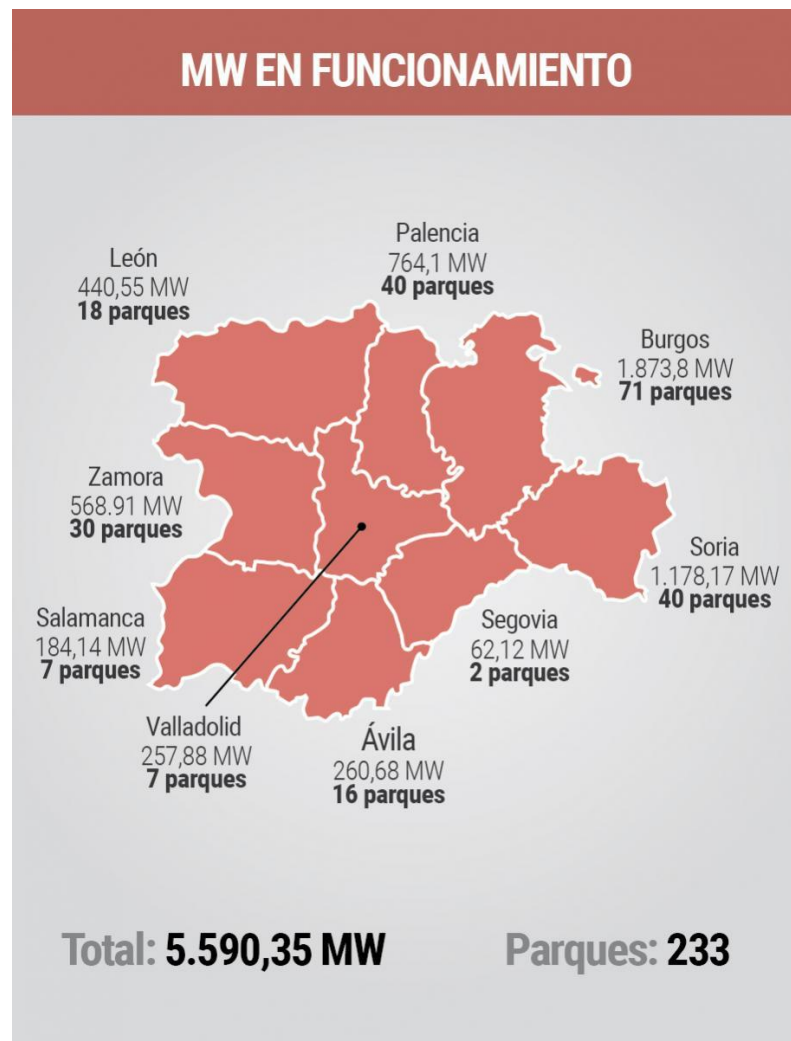 MW EN FUNCIONAMIENTO
Palencia
764,1 MW
40 parques
León
440,55 MW
18 parques
Burgos
1.873,8 MW
71 parques
Zamora
568.91 MW
30 parques
Soria
1.178,17 MW
40 parques
Salamanca
184,14 MW
7 parques
Segovia
62,12 MW
2 parques
Valladolid
257,88 MW
7 parques
Ávila
260,68 MW
16 parques
Total: 5.590,35 MW
Parques: 233